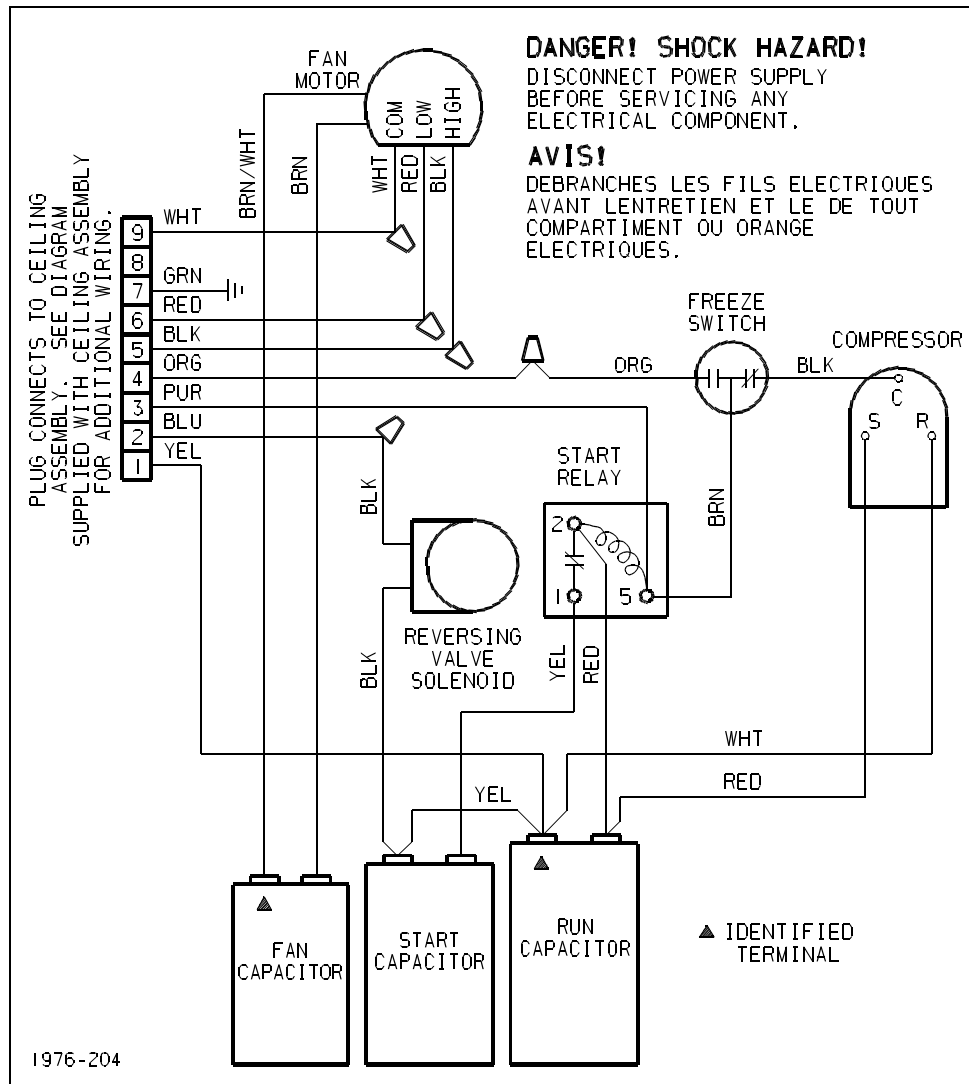 FAN
MOTOR
DANGER! SHOCK HAZARD!
DISCONNECT POWER SUPPLY
BEFORE SERVICING ANY
ELECTRICAL COMPONENT.
AVIS!
DEBRANCHES LES FILS ELECTRIQUES
AVANT LENTRETIEN ET LE DE TOUT
COMPARTIMENT OU ORANGE
ELECTRIQUES.
COM
LOW
HIGH
WHT
RED
BLK
BRN/WHT
BRN
PLUG CONNECTS TO CEILING
ASSEMBLY. SEE DIAGRAM
SUPPLIED WITH CEILING ASSEMBLY
FOR ADDITIONAL WIRING.
9 WHT
8
7 GRN
6 RED
5 BLK
4 ORG
3 PUR
2 BLU
1 YEL
ORG
FREEZE
SWITCH
BLK
COMPRESSOR
C
S R
BLK
START
RELAY
BRN
2
1 5
REVERSING
VALVE
SOLENOID
BLK
YEL
RED
WHT
RED
YEL
FAN
CAPACITOR
START
CAPACITOR
RUN
CAPACITOR
IDENTIFIED
TERMINAL
1976-204